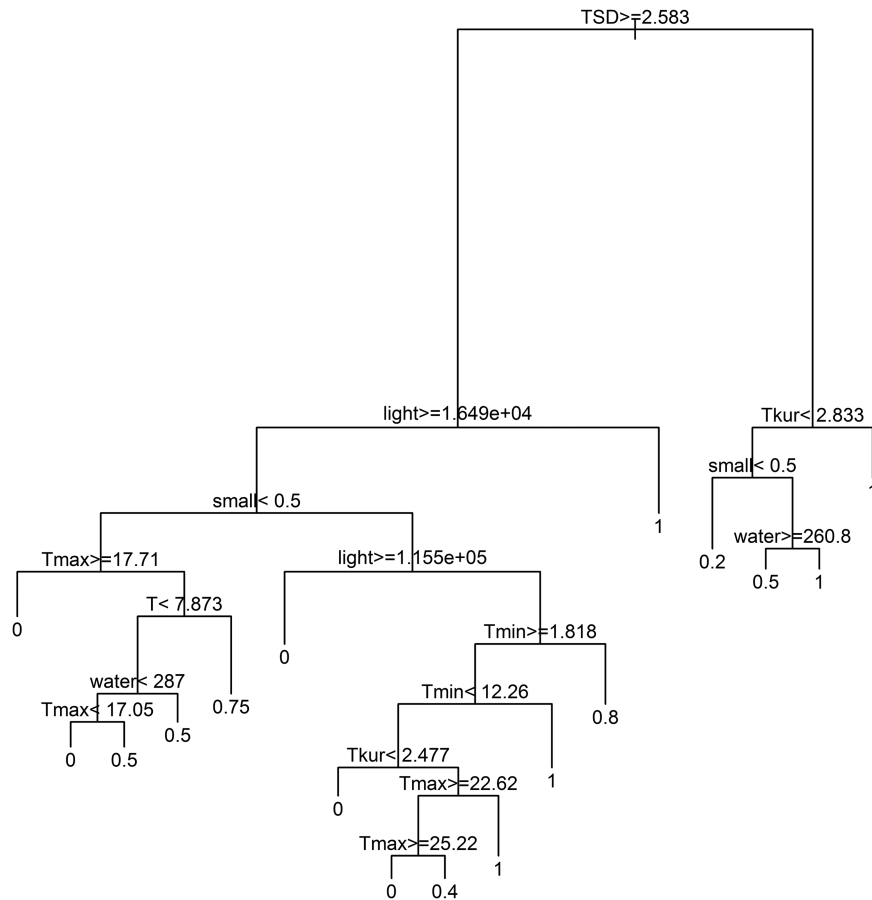 TSD>=2.583
light>=1.649e+04
Tkur< 2.833
small< 0.5
small< 0.5
1
1
water>=260.8
Tmax>=17.71
light>=1.155e+05
0.2
0.5
1
T< 7.873
0
Tmin>=1.818
0
water< 287
Tmin< 12.26
Tmax< 17.05
0.75
0.8
0.5
0
0.5
Tkur< 2.477
1
Tmax>=22.62
0
Tmax>=25.22
1
0
0.4